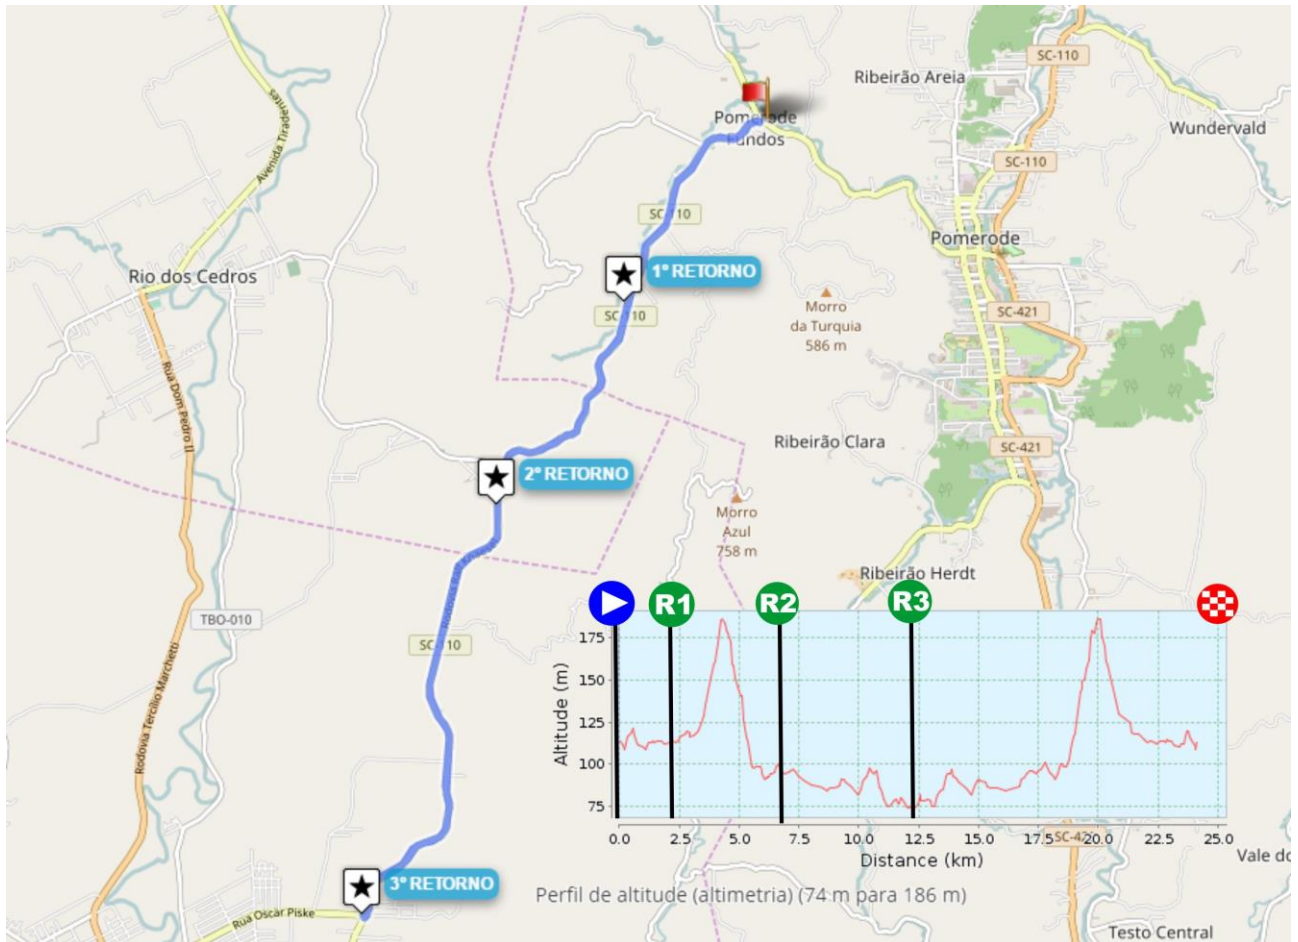 SC-110
Ribeirão Areia
Pomerode
Fundos
Wundervald
SC-110
Avenida Tiradentes
SC-110
Pomerode
Rio dos Cedros
1º RETORNO
SC-110
Morro
da Turquia
586 m
SC-421
Rua Dom Pedro II
Ribeirão Clara
SC-421
2º RETORNO
Morro
Azul
758 m
Ribeirão Herdt
TBO-010
SC-110
Rodovia Tercílio Marchetti
R1
R2
R3
175
150
125
100
75
Altitude (m)
0.0
2.5
5.0
7.5
10.0
12.5
15.0
17.5
20.0
22.5
25.0
Distance (km)
Perfil de altitude (altimetria) (74 m para 186 m)
3º RETORNO
Rua Oscar Piske
Testo Central